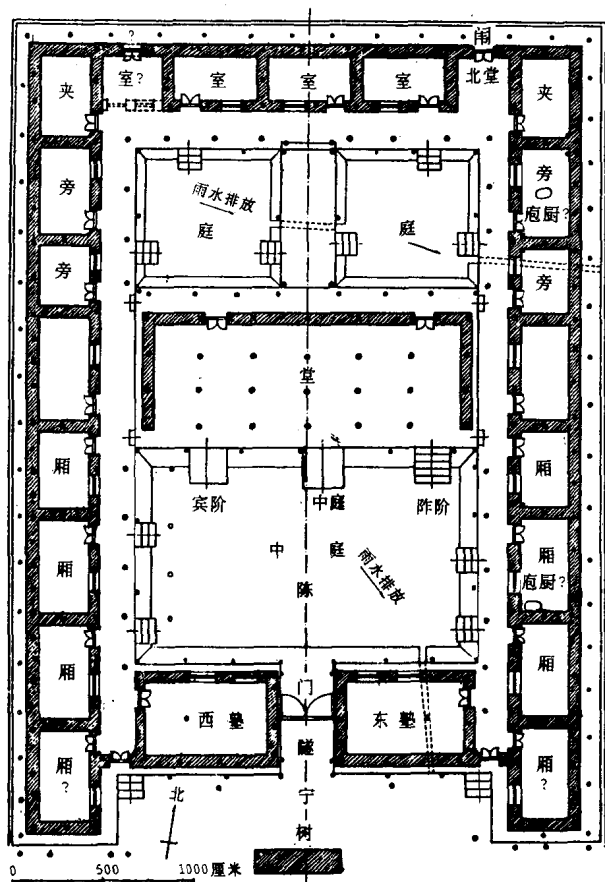 ?
闱
夹
室?
室
室
室
北堂
夹
旁
雨水排放
庭
庭
旁
庖厨?
旁
旁
堂
厢
宾阶
中庭
阼阶
厢
厢
中庭
雨水排放
厢
庖厨?
陈
厢
门
厢
西塾
东塾
厢
?
隧
厢
?
北
宁
树
0 500 1000厘米